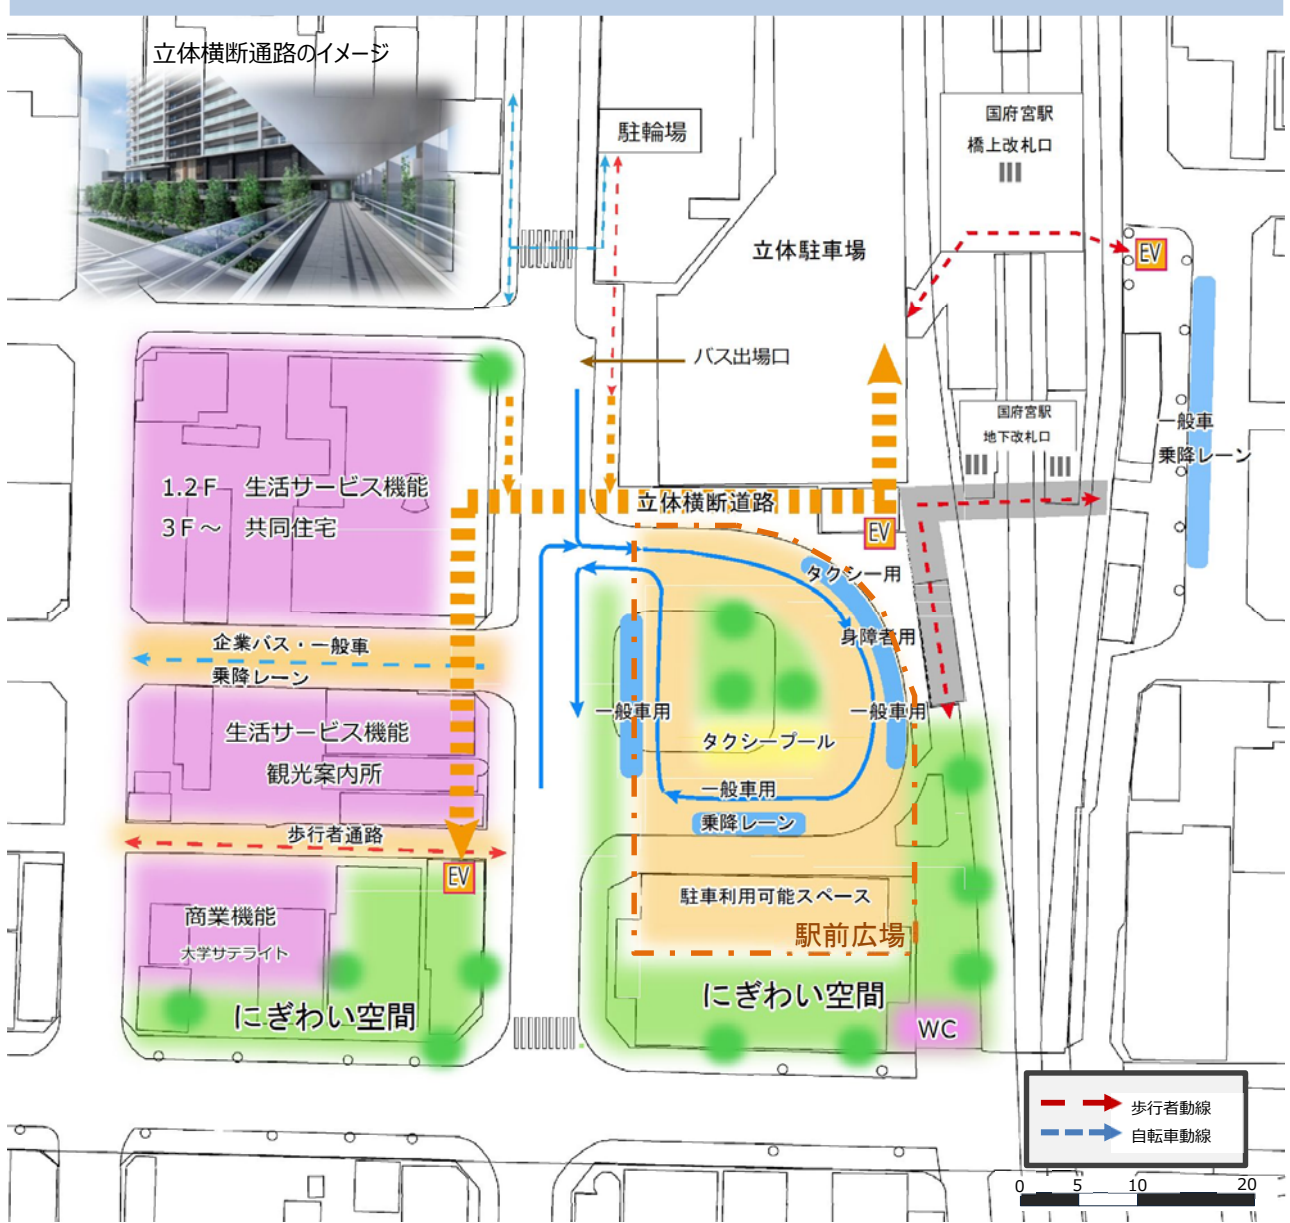 立体横断通路のイメージ
駐輪場
国府宮駅
橋上改札口
立体駐車場
EV
バス出場口
国府宮駅
地下改札口
一般車
乗降レーン
1.2F 生活サービス機能
3F～ 共同住宅
立体横断道路
EV
タクシー用
身障者用
企業バス・一般車
乗降レーン
一般車用
一般車用
生活サービス機能
観光案内所
タクシープール
一般車用
乗降レーン
歩行者通路
EV
駐車利用可能スペース
商業機能
大学サテライト
駅前広場
にぎわい空間
にぎわい空間
WC
歩行者動線
自転車動線
0 5 10 20